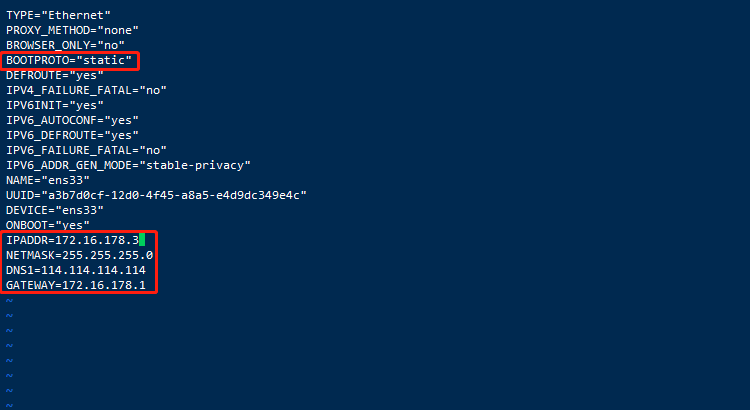 TYPE="Ethernet"
PROXY_METHOD="none"
BROWSER_ONLY="no"
BOOTPROTO="static"
DEFROUTE="yes"
IPV4_FAILURE_FATAL="no"
IPV6INIT="yes"
IPV6_AUTOCONF="yes"
IPV6_DEFROUTE="yes"
IPV6_FAILURE_FATAL="no"
IPV6_ADDR_GEN_MODE="stable-privacy"
NAME="ens33"
UUID="a3b7d0cf-12d0-4f45-a8a5-e4d9dc349e4c"
DEVICE="ens33"
ONBOOT="yes"
IPADDR=172.16.178.3
NETMASK=255.255.255.0
DNS1=114.114.114.114
GATEWAY=172.16.178.1
~
~
~
~
~
~
~
~